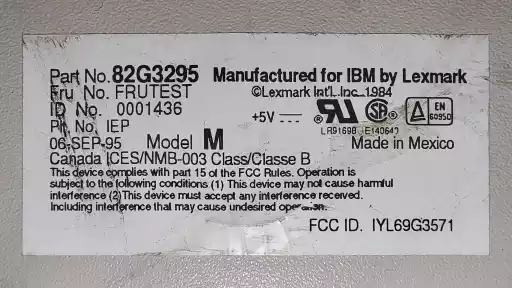 Part No. 82G3295 Manufactured for IBM by Lexmark
Fru No. FRUTEST ©Lexmark Int'l. Inc. 1984
ID No. 0001436
+5V EN 60950
Plt No. IEP LR91698 E140640
06-SEP-95 Model M Made in Mexico
Canada ICES/NMB-003 Class/Classe B
This device complies with part 15 of the FCC Rules. Operation is
subject to the following conditions (1) This device may not cause harmful
interference (2) This device must accept any interference received.
Including interference that may cause undesired
FCC ID. IYL69G3571